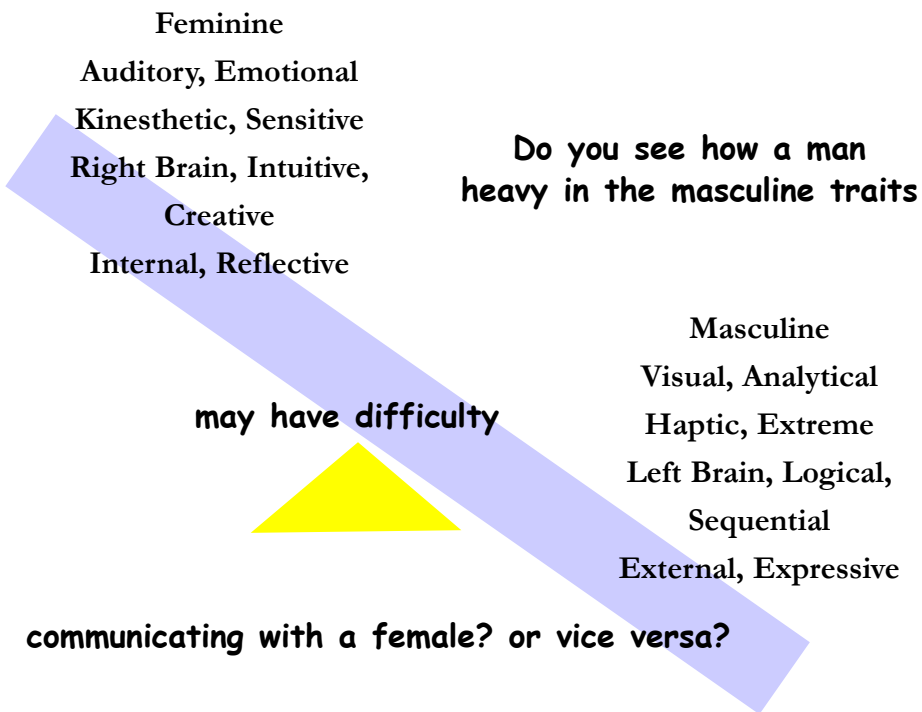 Feminine
Auditory, Emotional
Kinesthetic, Sensitive
Right Brain, Intuitive,
Creative
Internal, Reflective
Do you see how a man
heavy in the masculine traits
Masculine
Visual, Analytical
Haptic, Extreme
Left Brain, Logical,
Sequential
External, Expressive
may have difficulty
communicating with a female? or vice versa?